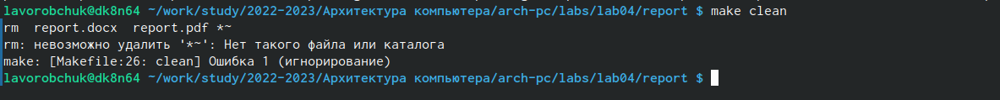 lavorobchuk@dk8n64 ~/work/study/2022-2023/Архитектура компьютера/arch-pc/labs/lab04/report $ make clean
rm  report.docx  report.pdf *~
rm: невозможно удалить '*~': Нет такого файла или каталога
make: [Makefile:26: clean] Ошибка 1 (игнорирование)
lavorobchuk@dk8n64 ~/work/study/2022-2023/Архитектура компьютера/arch-pc/labs/lab04/report $